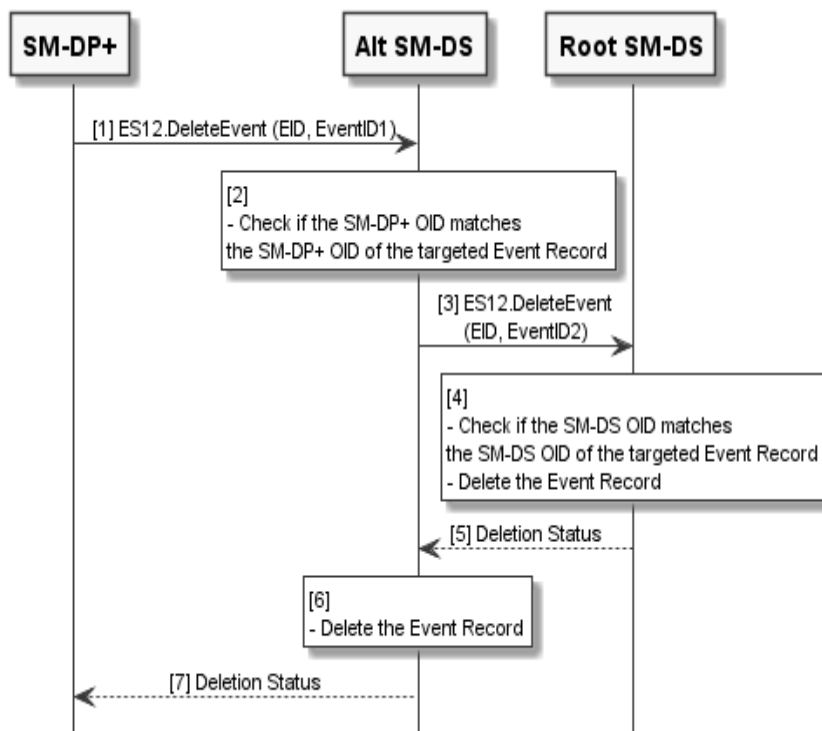 SM-DP+
Alt SM-DS
Root SM-DS
[1] ES12.DeleteEvent (EID, EventID1)
[2]
- Check if the SM-DP+ OID matches
the SM-DP+ OID of the targeted Event Record
[3] ES12.DeleteEvent
(EID, EventID2)
[4]
- Check if the SM-DS OID matches
the SM-DS OID of the targeted Event Record
- Delete the Event Record
[5] Deletion Status
[6]
- Delete the Event Record
[7] Deletion Status